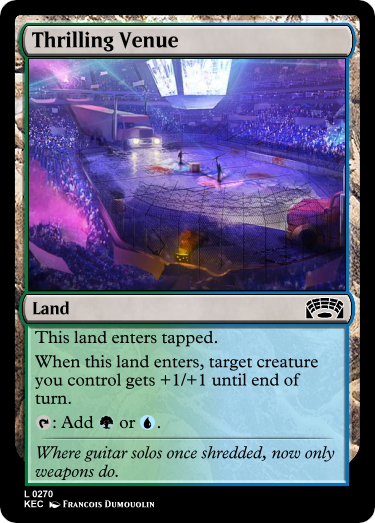 Thrilling Venue
Land
This land enters tapped.
When this land enters, target creature
you control gets +1/+1 until end of
turn.
: Add or .
Where guitar solos once shredded, now only
weapons do.
L 0270
KEC Francois Dumouolin